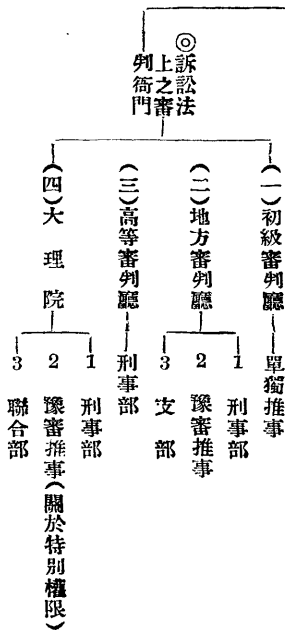 ◎訴訟法
上之審
判衙門
(一)初級審判廳
單獨推事
(二)地方審判廳
1 刑事部
2 豫審推事
3 支部
(三)高等審判廳
刑事部
(四)大理院
1 刑事部
2 豫審推事(關於特別權限)
3 聯合部